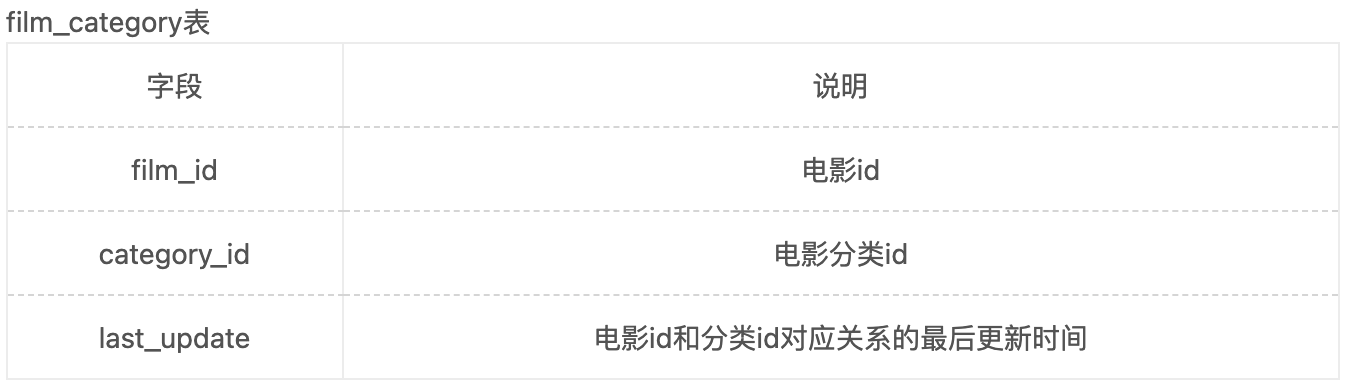 film_category表
字段 说明
film_id 电影id
category_id 电影分类id
last_update 电影id和分类id对应关系的最后更新时间